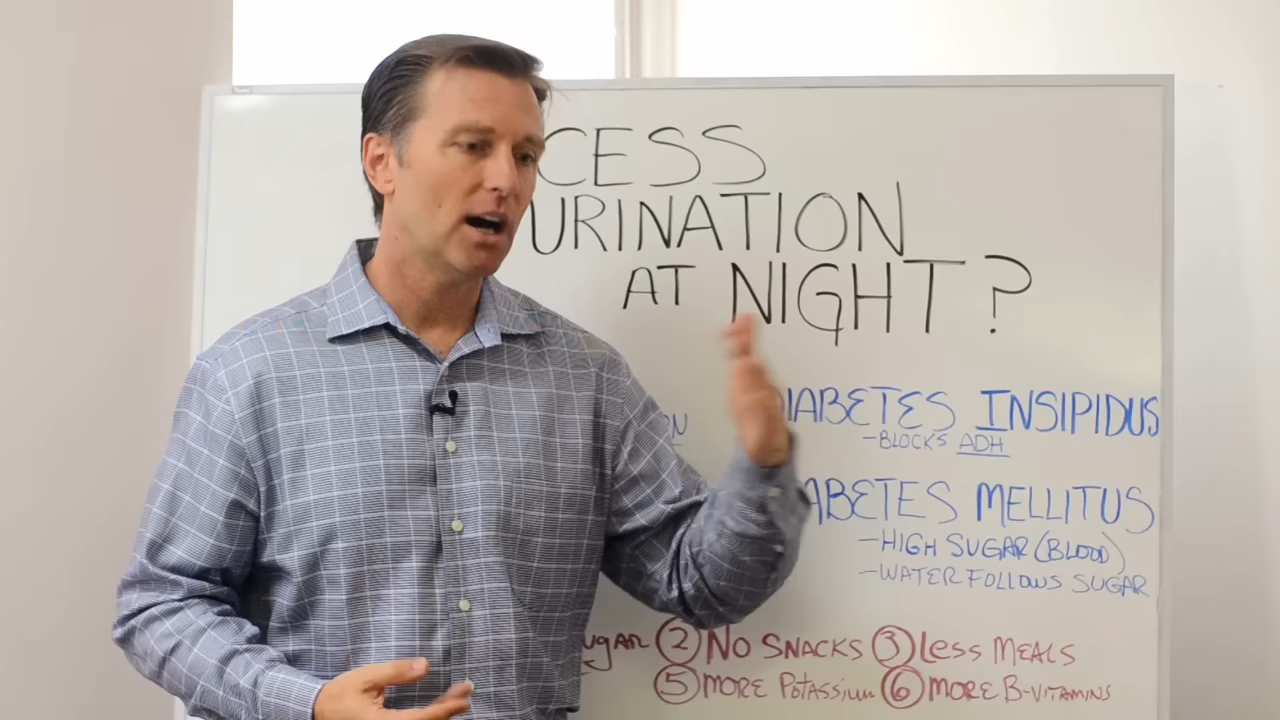 CESS
URINATION
AT NIGHT?
DIABETES INSIPIDUS
-BLOCKS ADH
ABETES MELLITUS
-HIGH SUGAR (BLOOD)
-WATER FOLLOWS SUGAR
UGAR ② NO SNACKS ③ LESS MEALS
⑤ MORE POTASSIUM ⑥ MORE B-VITAMINS